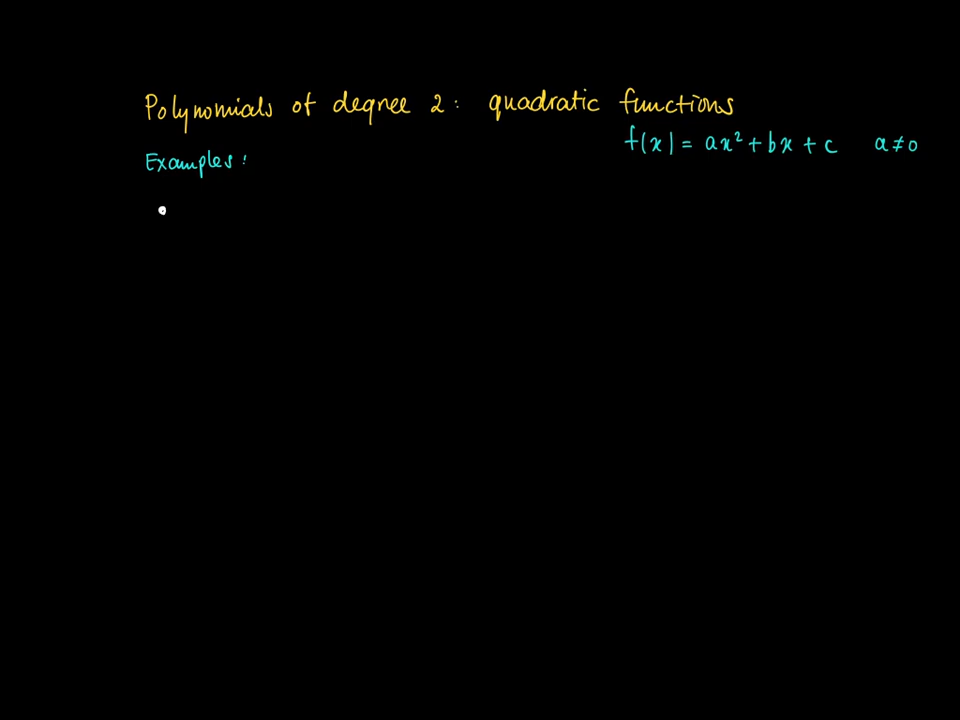 Polynomials of degree 2: quadratic functions
f(x) = ax² + bx + c a≠0
Examples: